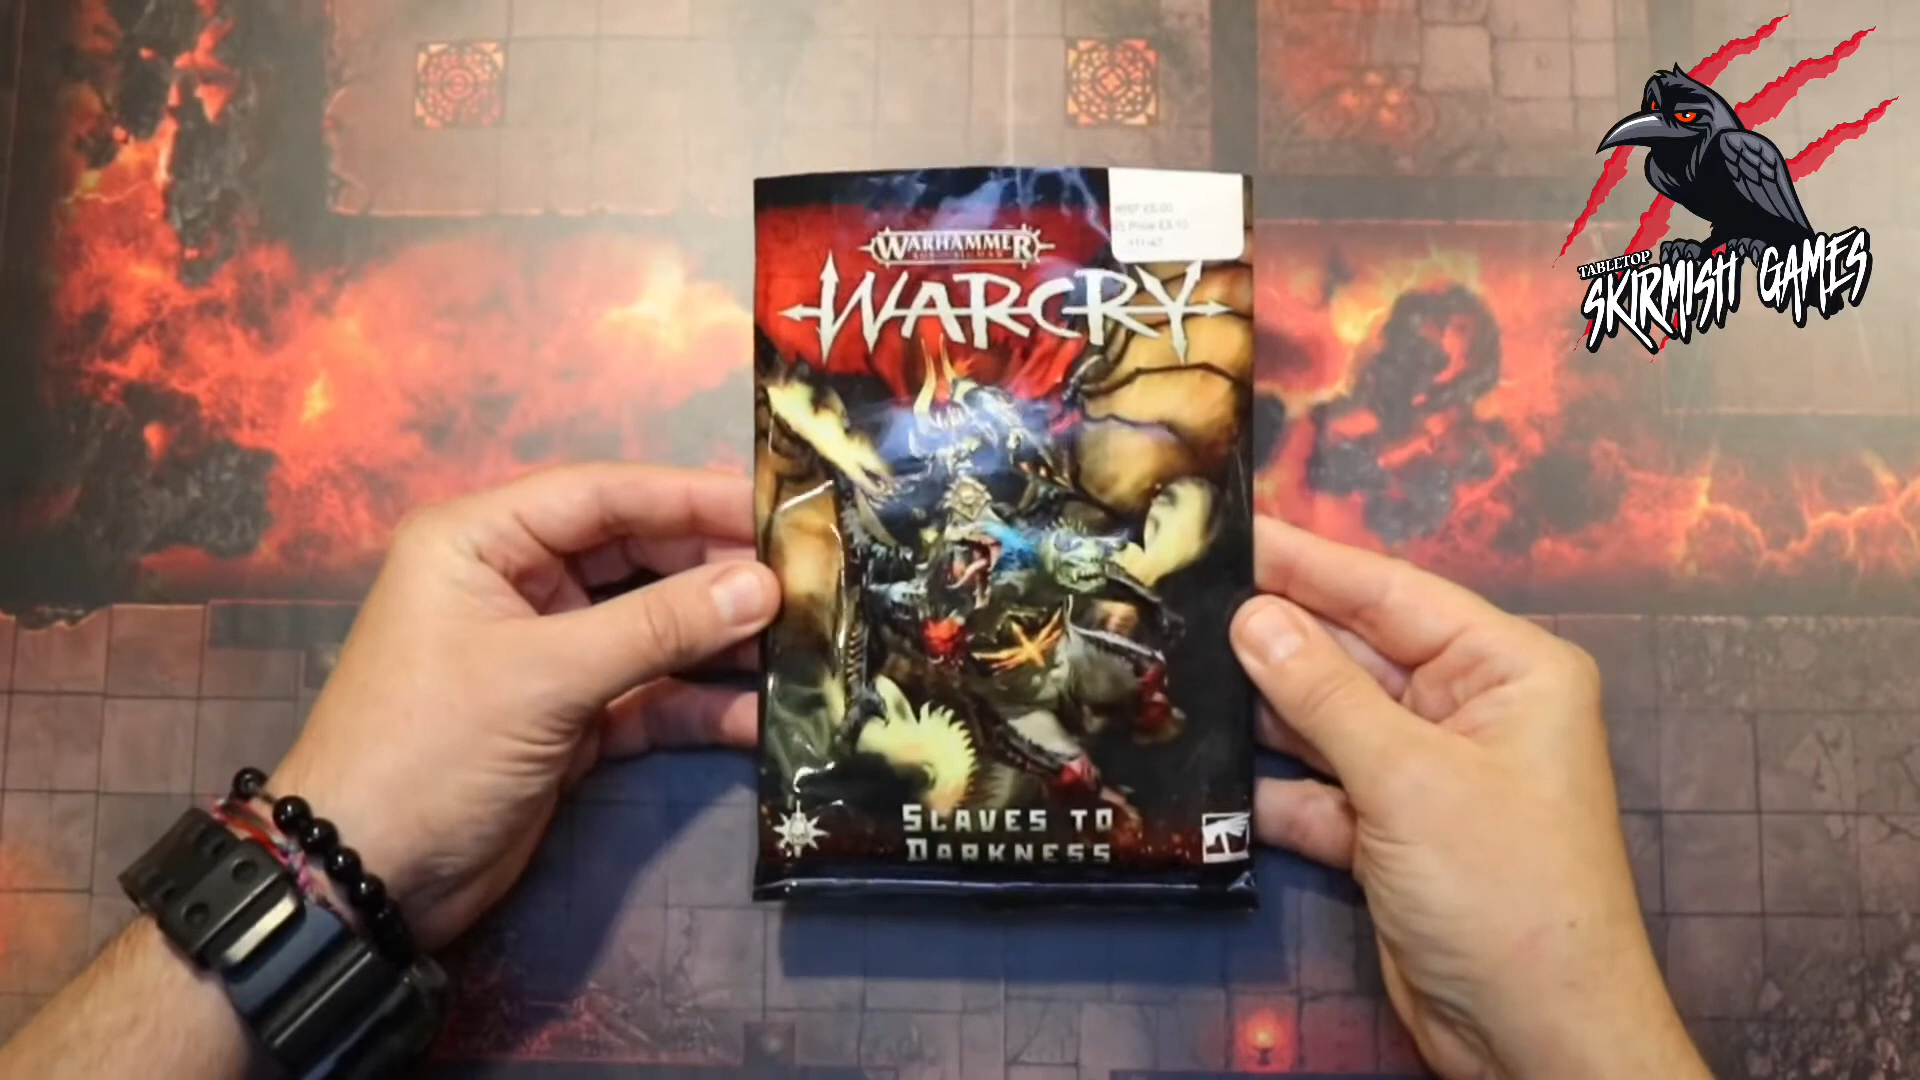 WARHAMMER
WARCRY
SLAVES TO
DARKNESS
TABLETOP
SKIRMISH GAMES